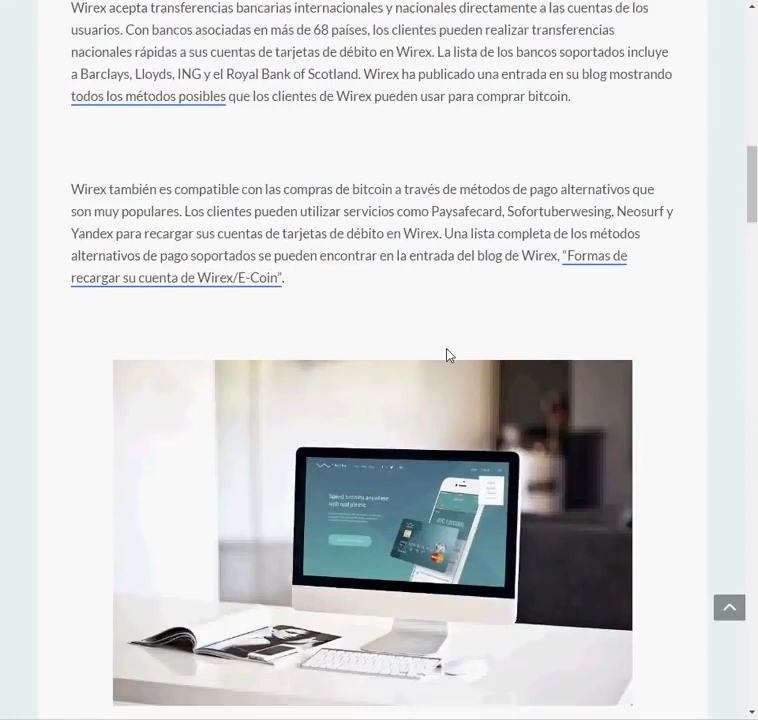 Wirex acepta transferencias bancarias internacionales y nacionales directamente a las cuentas de los
usuarios. Con bancos asociadas en más de 68 países, los clientes pueden realizar transferencias
nacionales rápidas a sus cuentas de tarjetas de débito en Wirex. La lista de los bancos soportados incluye
a Barclays, Lloyds, ING y el Royal Bank of Scotland. Wirex ha publicado una entrada en su blog mostrando
todos los métodos posibles que los clientes de Wirex pueden usar para comprar bitcoin.
Wirex también es compatible con las compras de bitcoin a través de métodos de pago alternativos que
son muy populares. Los clientes pueden utilizar servicios como Paysafecard, Sofortuberwesing, Neosurf y
Yandex para recargar sus cuentas de tarjetas de débito en Wirex. Una lista completa de los métodos
alternativos de pago soportados se pueden encontrar en la entrada del blog de Wirex, “Formas de
recargar su cuenta de Wirex/E-Coin”.